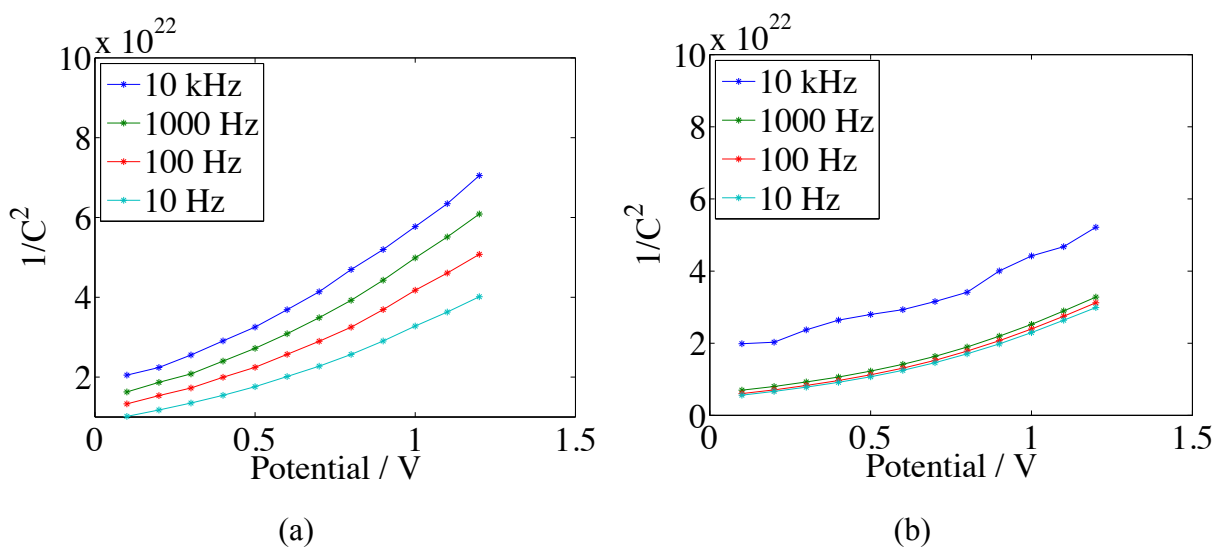 10 x 10^22
10 kHz
1000 Hz
100 Hz
10 Hz
8
6
4
2
0 0.5 1 1.5
1/C^2
Potential / V
(a)
10 x 10^22
10 kHz
1000 Hz
100 Hz
10 Hz
8
6
4
2
0
0 0.5 1 1.5
1/C^2
Potential / V
(b)